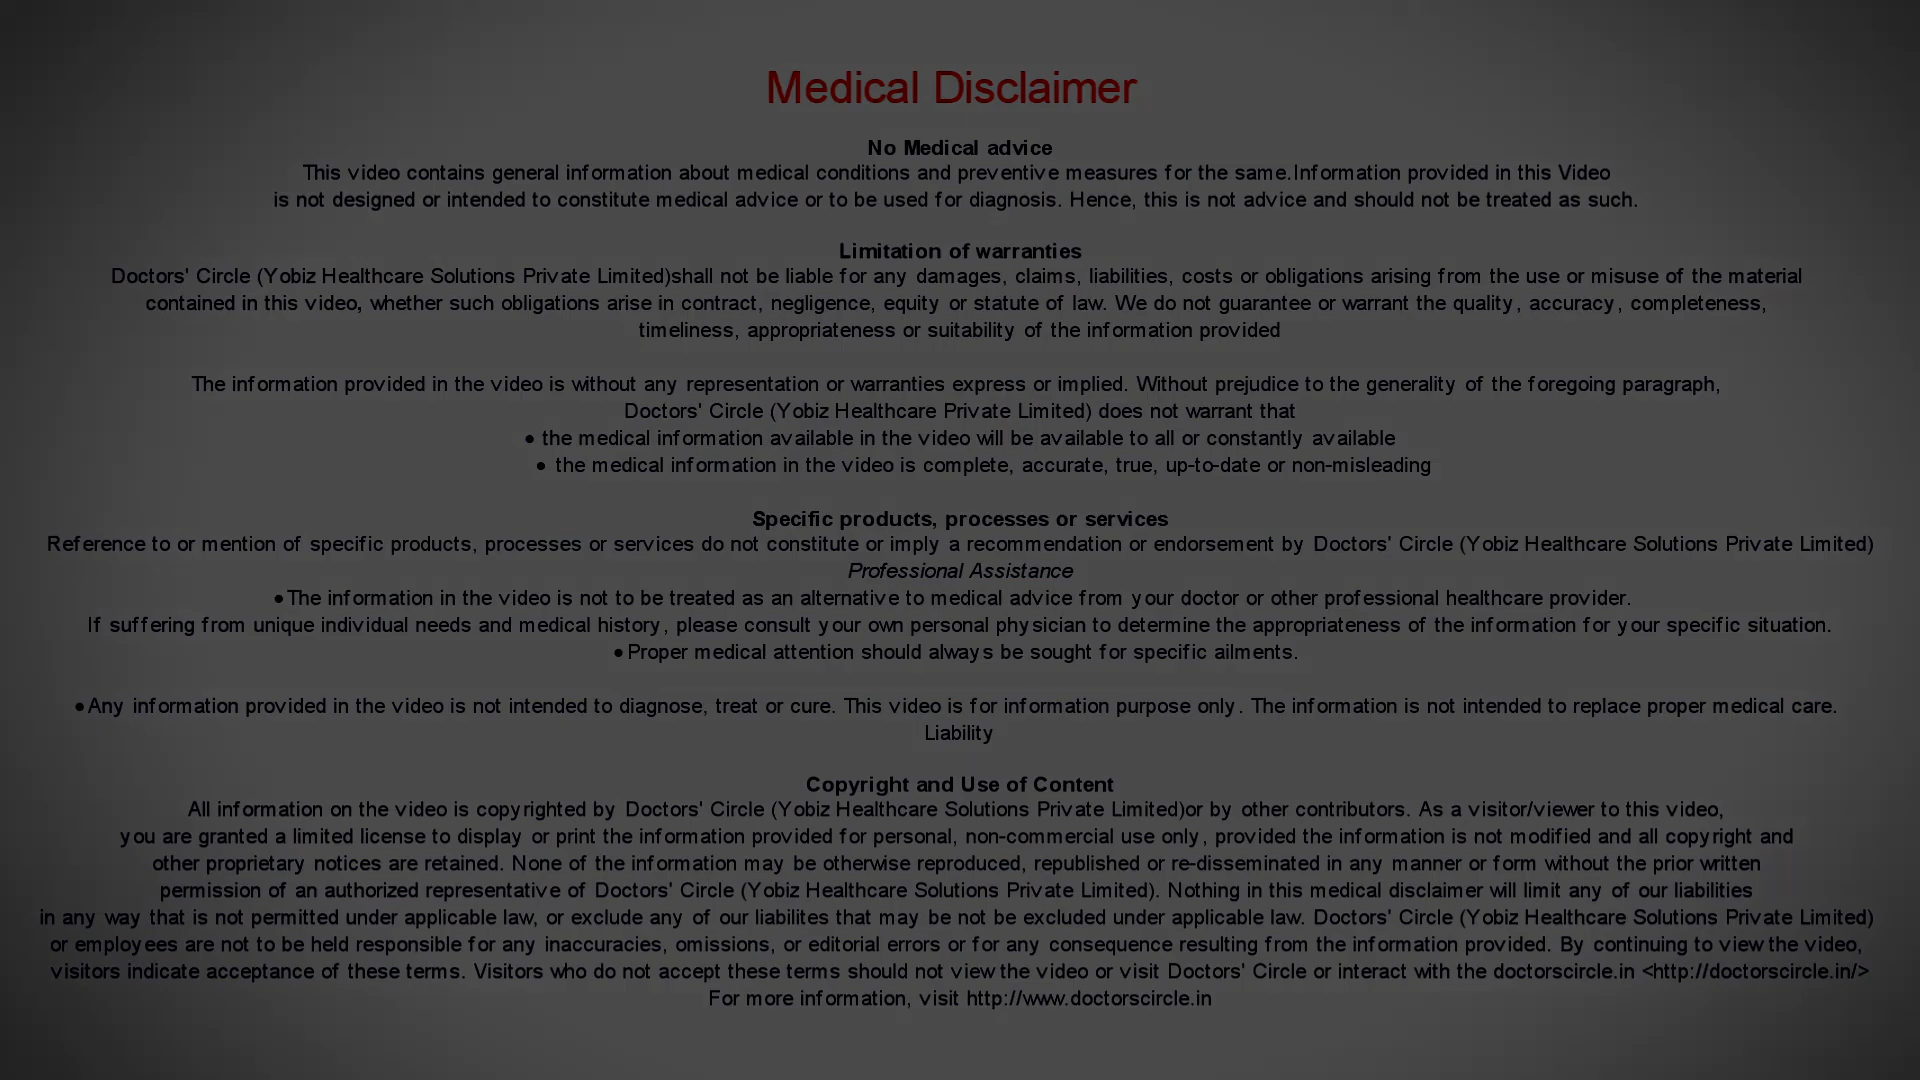 Medical Disclaimer
No Medical advice
This video contains general information about medical conditions and preventive measures for the same.Information provided in this Video
is not designed or intended to constitute medical advice or to be used for diagnosis. Hence, this is not advice and should not be treated as such.
Limitation of warranties
Doctors' Circle (Yobiz Healthcare Solutions Private Limited)shall not be liable for any damages, claims, liabilities, costs or obligations arising from the use or misuse of the material
contained in this video, whether such obligations arise in contract, negligence, equity or statute of law. We do not guarantee or warrant the quality, accuracy, completeness,
timeliness, appropriateness or suitability of the information provided
The information provided in the video is without any representation or warranties express or implied. Without prejudice to the generality of the foregoing paragraph,
Doctors' Circle (Yobiz Healthcare Private Limited) does not warrant that
● the medical information available in the video will be available to all or constantly available
● the medical information in the video is complete, accurate, true, up-to-date or non-misleading
Specific products, processes or services
Reference to or mention of specific products, processes or services do not constitute or imply a recommendation or endorsement by Doctors' Circle (Yobiz Healthcare Solutions Private Limited)
Professional Assistance
●The information in the video is not to be treated as an alternative to medical advice from your doctor or other professional healthcare provider.
If suffering from unique individual needs and medical history, please consult your own personal physician to determine the appropriateness of the information for your specific situation.
●Proper medical attention should always be sought for specific ailments.
●Any information provided in the video is not intended to diagnose, treat or cure. This video is for information purpose only. The information is not intended to replace proper medical care.
Liability
Copyright and Use of Content
All information on the video is copyrighted by Doctors' Circle (Yobiz Healthcare Solutions Private Limited)or by other contributors. As a visitor/viewer to this video,
you are granted a limited license to display or print the information provided for personal, non-commercial use only, provided the information is not modified and all copyright and
other proprietary notices are retained. None of the information may be otherwise reproduced, republished or re-disseminated in any manner or form without the prior written
permission of an authorized representative of Doctors' Circle (Yobiz Healthcare Solutions Private Limited). Nothing in this medical disclaimer will limit any of our liabilities
in any way that is not permitted under applicable law, or exclude any of our liabilites that may be not be excluded under applicable law. Doctors' Circle (Yobiz Healthcare Solutions Private Limited)
or employees are not to be held responsible for any inaccuracies, omissions, or editorial errors or for any consequence resulting from the information provided. By continuing to view the video,
visitors indicate acceptance of these terms. Visitors who do not accept these terms should not view the video or visit Doctors' Circle or interact with the doctorscircle.in <http://doctorscircle.in/>
For more information, visit http://www.doctorscircle.in